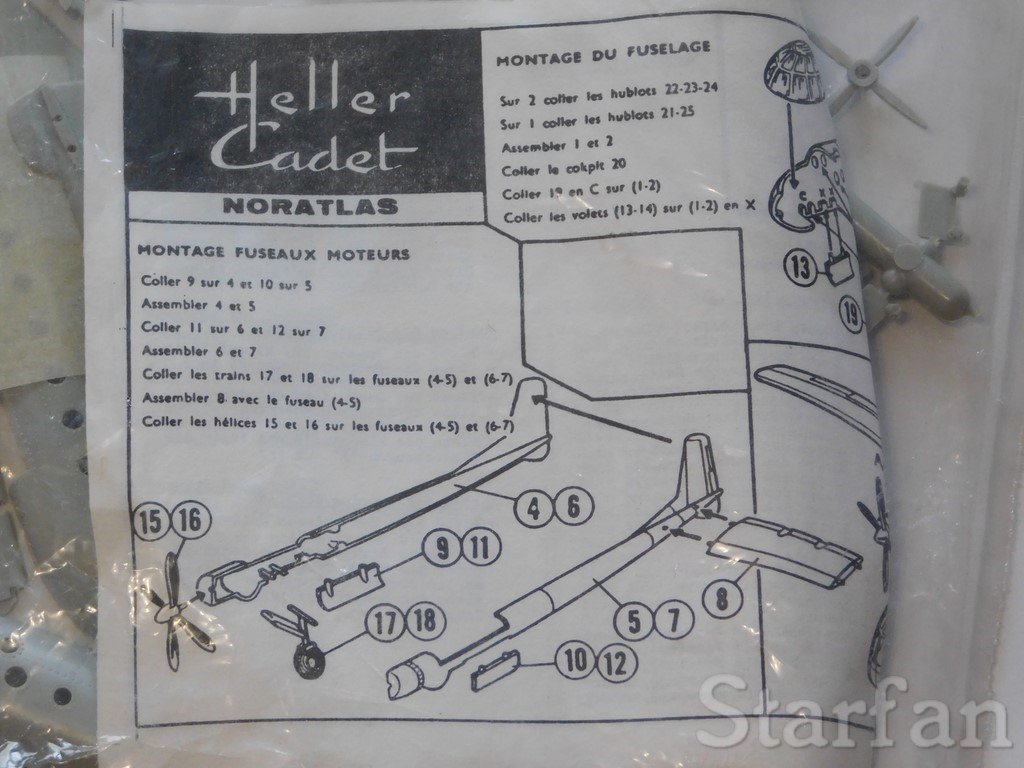 Heller
Cadet
NORATLAS
MONTAGE FUSEAUX MOTEURS
Coller 9 sur 4 et 10 sur 5
Assembler 4 et 5
Coller 11 sur 6 et 12 sur 7
Assembler 6 et 7
Coller les trains 17 et 18 sur les fuseaux (4-5) et (6-7)
Assembler 8 avec le fuseau (4-5)
Coller les hélices 15 et 16 sur les fuseaux (4-5) et (6-7)
MONTAGE DU FUSELAGE
Sur 2 coller les hublots 22-23-24
Sur 1 coller les hublots 21-25
Assembler 1 et 2
Coller le cokpit 20
Coller 19 en C sur (1-2)
Coller les volets (13-14) sur (1-2) en X
C X X
13
19
15 16
4 6
9 11
17 18
5 7
8
10 12
Starfan